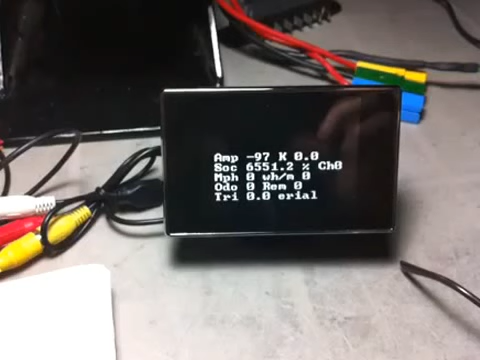 Amp -97 K 0.0
Soc 6551.2 % Ch0
Mph 0 wh/m 0
Odo 0 Rem 0
Tri 0.0 erial